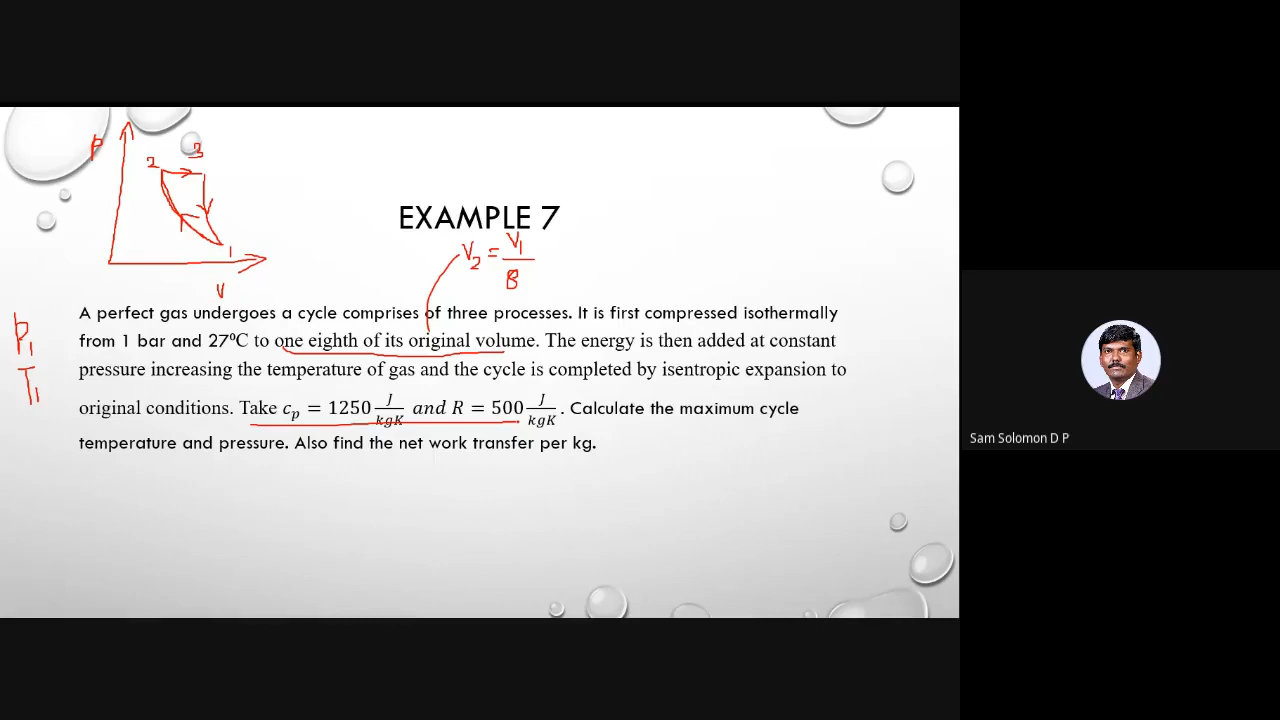 P
2
3
1
V
EXAMPLE 7
V2 = V1
8
A perfect gas undergoes a cycle comprises of three processes. It is first compressed isothermally
P1
from 1 bar and 27⁰C to one eighth of its original volume. The energy is then added at constant
pressure increasing the temperature of gas and the cycle is completed by isentropic expansion to
T1
original conditions. Take cp = 1250 J/kgK and R = 500 J/kgK . Calculate the maximum cycle
temperature and pressure. Also find the net work transfer per kg.
Sam Solomon D P